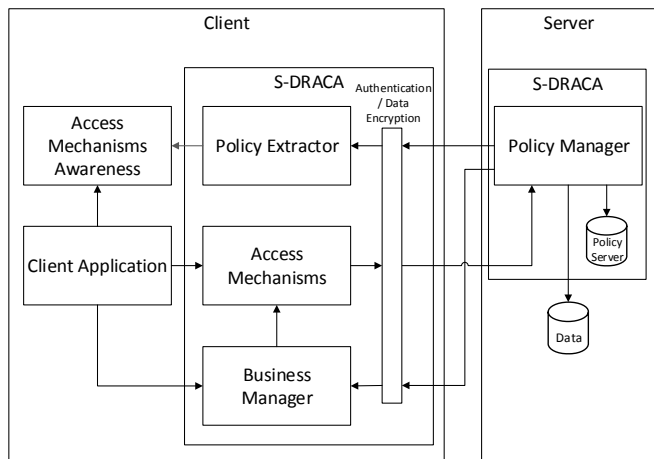 Client
Server
S-DRACA
S-DRACA
Authentication
/ Data
Encryption
Access
Mechanisms
Awareness
Policy Extractor
Policy Manager
Client Application
Access
Mechanisms
Policy
Server
Data
Business
Manager